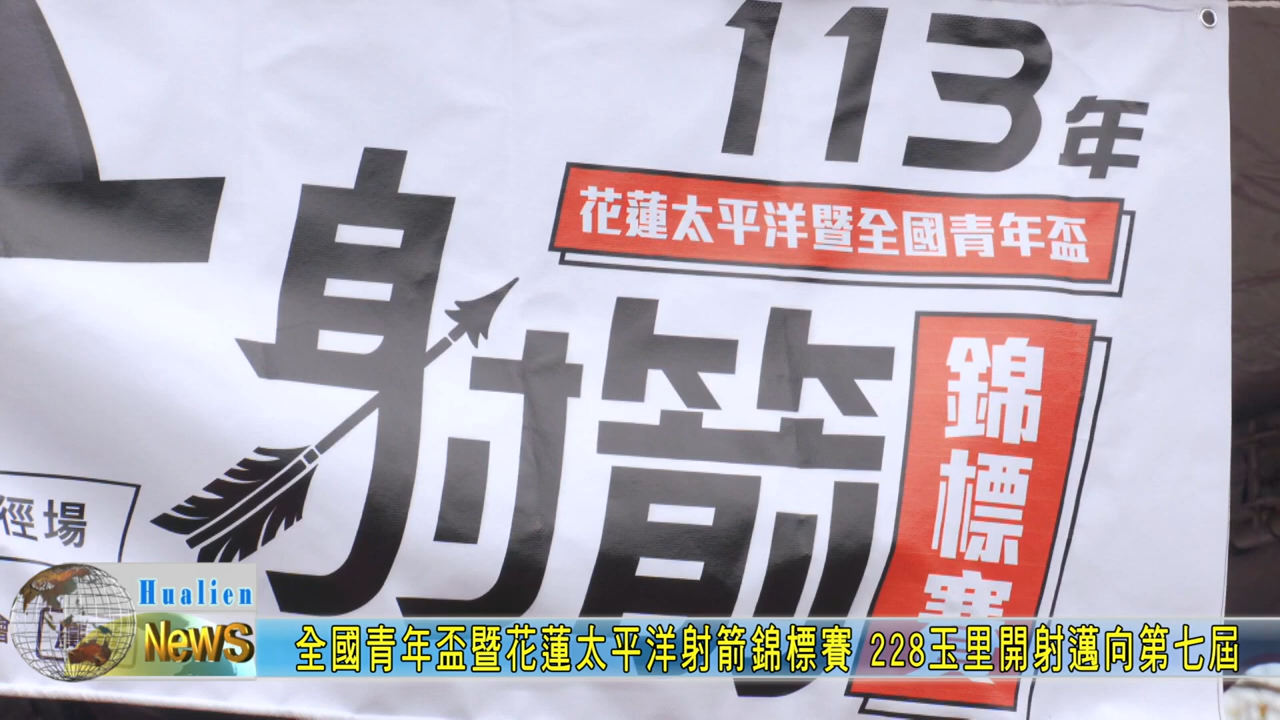 113年
花蓮太平洋暨全國青年盃
射箭
錦標賽
徑場
Hualien
News
全國青年盃暨花蓮太平洋射箭錦標賽 228玉里開射邁向第七屆